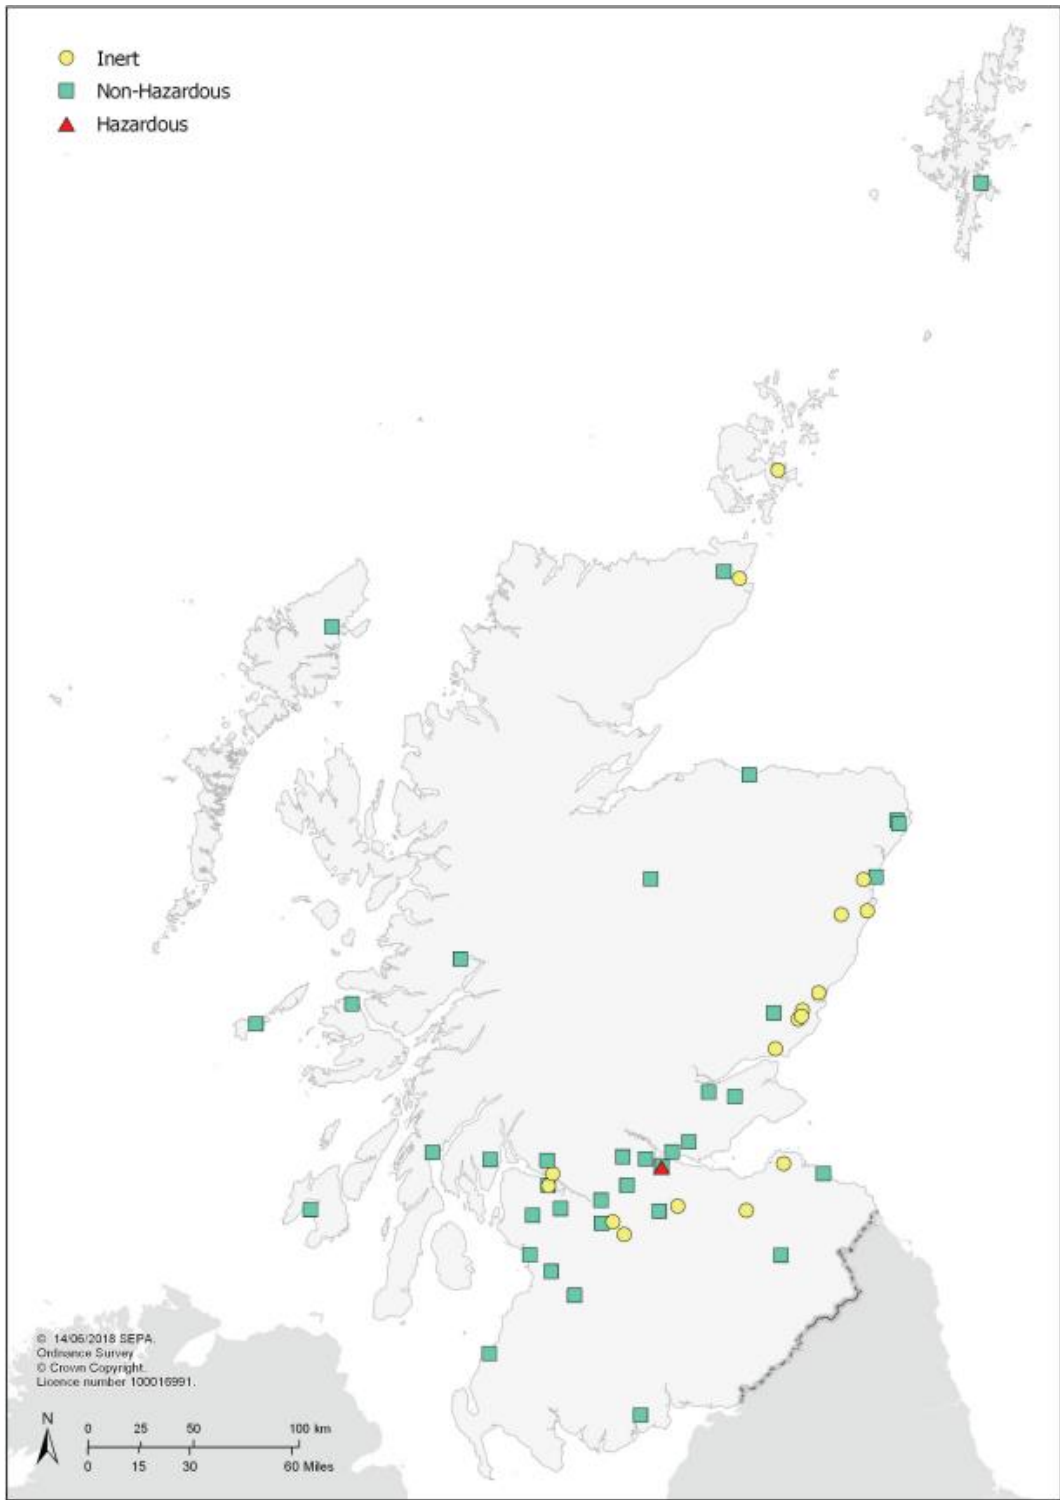 Inert
Non-Hazardous
Hazardous
© 14/06/2018 SEPA.
Ordnance Survey
© Crown Copyright.
Licence number 100016991.
N
0 25 50 100 km
0 15 30 60 Miles